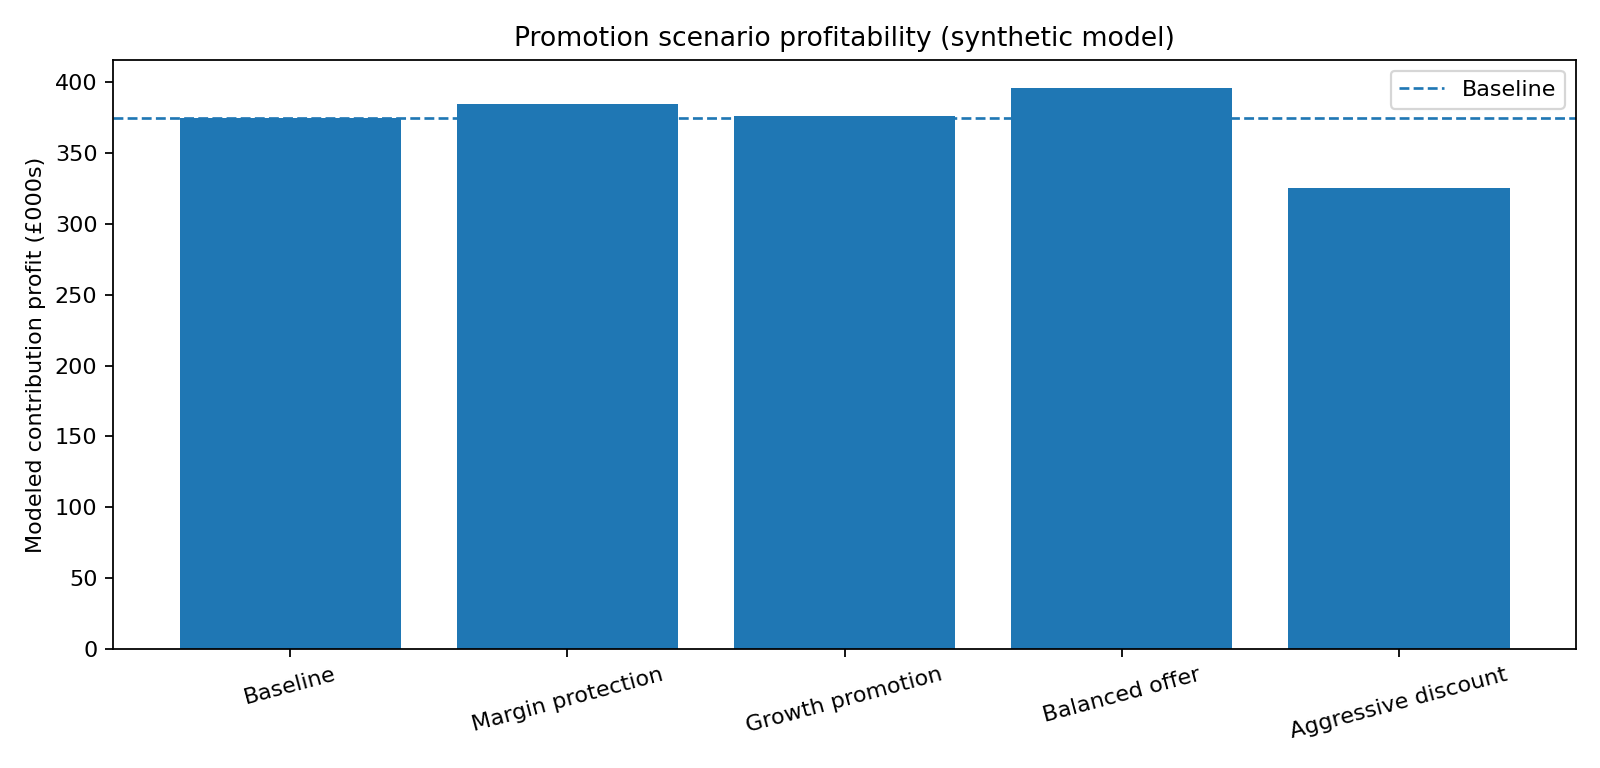 Promotion scenario profitability (synthetic model)
Baseline
Modeled contribution profit (£000s)
400
350
300
250
200
150
100
50
0
Baseline
Margin protection
Growth promotion
Balanced offer
Aggressive discount